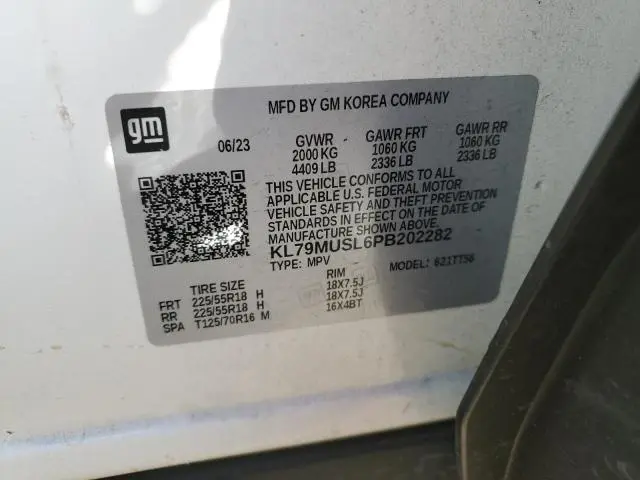 MFD BY GM KOREA COMPANY
gm
06/23 GVWR GAWR FRT GAWR RR
2000 KG 1060 KG 1060 KG
4409 LB 2336 LB 2336 LB
THIS VEHICLE CONFORMS TO ALL
APPLICABLE U.S. FEDERAL MOTOR
VEHICLE SAFETY AND THEFT PREVENTION
STANDARDS IN EFFECT ON THE DATE OF
MANUFACTURE SHOWN ABOVE.
KL79MUSL6PB202282
TYPE: MPV MODEL: 621TT56
TIRE SIZE RIM
FRT 225/55R18 H 18X7.5J
RR 225/55R18 H 18X7.5J
SPA T125/70R16 M 16X4BT